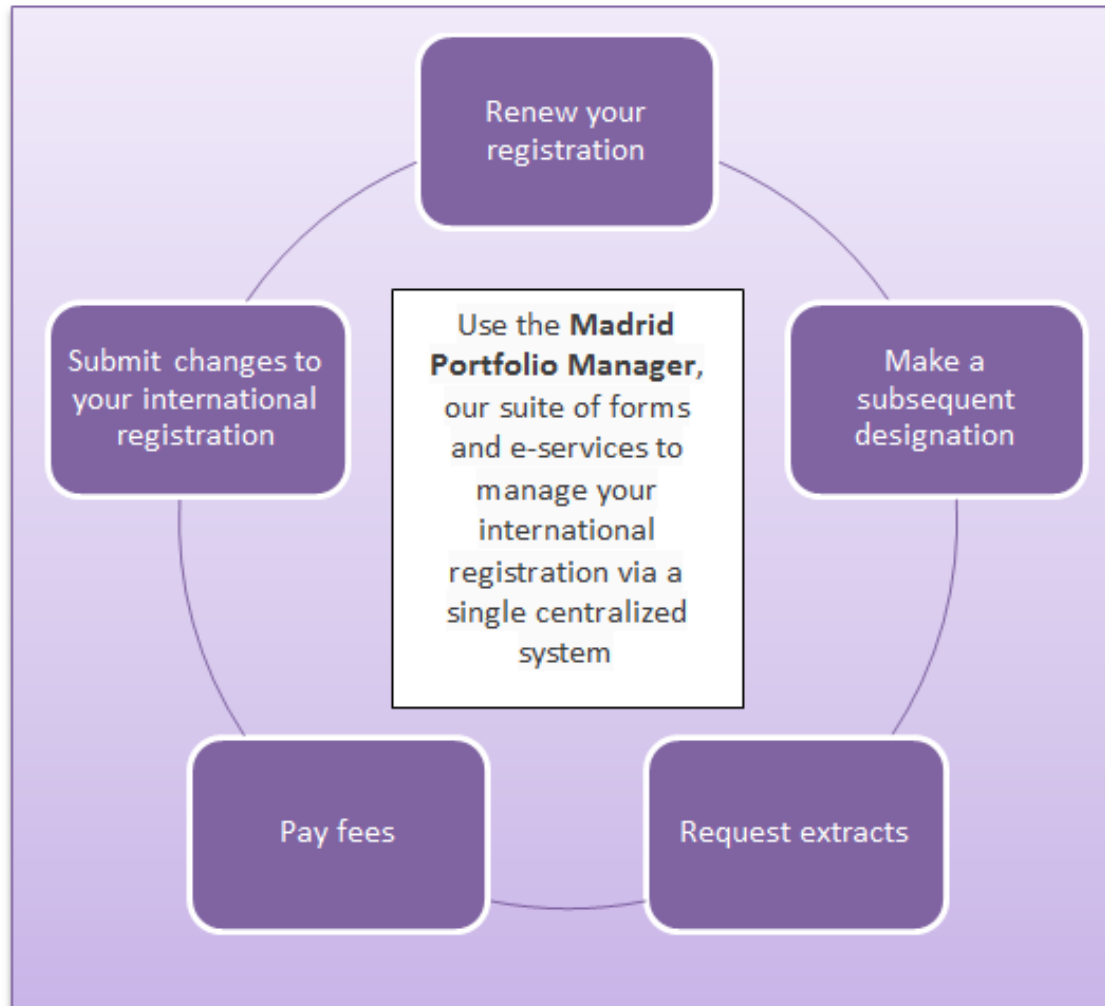 Renew your
registration
Submit changes to
your international
registration
Use the Madrid
Portfolio Manager,
our suite of forms
and e-services to
manage your
international
registration via a
single centralized
system
Make a
subsequent
designation
Pay fees
Request extracts